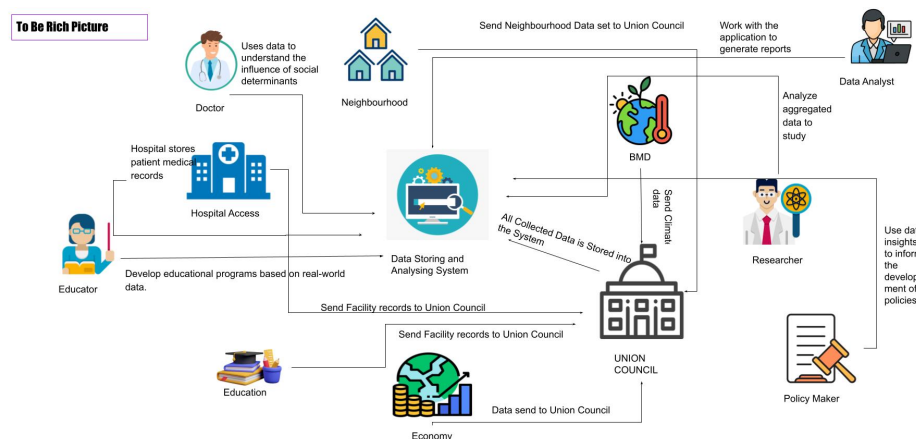 To Be Rich Picture
Send Neighbourhood Data set to Union Council
Work with the
application to
generate reports
Uses data to
understand the
influence of social
determinants
Doctor
Neighbourhood
Data Analyst
Analyze
aggregated
data to
study
BMD
Hospital stores
patient medical
records
Hospital Access
Send Climate
data
All Collected Data is Stored into
the System
Researcher
Use data
insights
to inform
the
develop
ment of
policies
Data Storing and
Analysing System
Educator
Develop educational programs based on real-world
data.
Send Facility records to Union Council
Send Facility records to Union Council
UNION
COUNCIL
Education
Policy Maker
Data send to Union Council
Economy